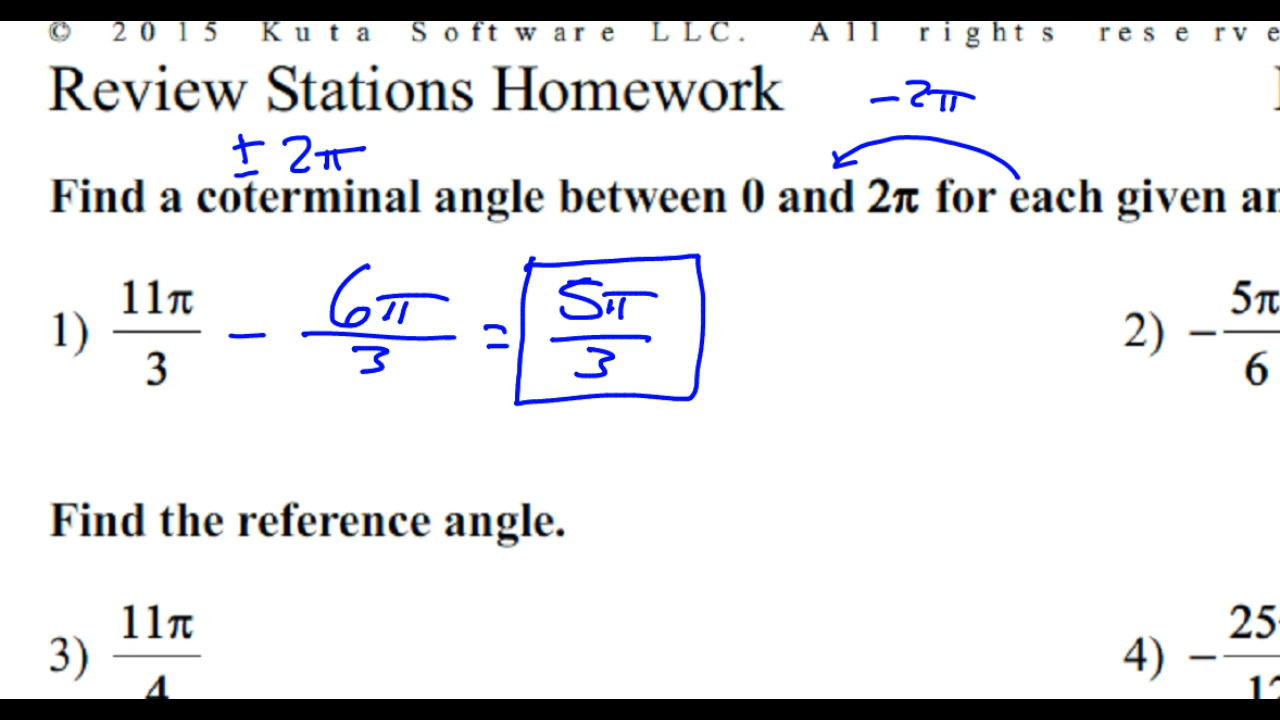 © 2015 Kuta Software LLC. All rights reserve
Review Stations Homework
− 2π
± 2π
Find a coterminal angle between 0 and 2π for each given an
1) 11π/3 − 6π/3 = 5π/3
2) − 5π/6
Find the reference angle.
3) 11π/4
4) − 25